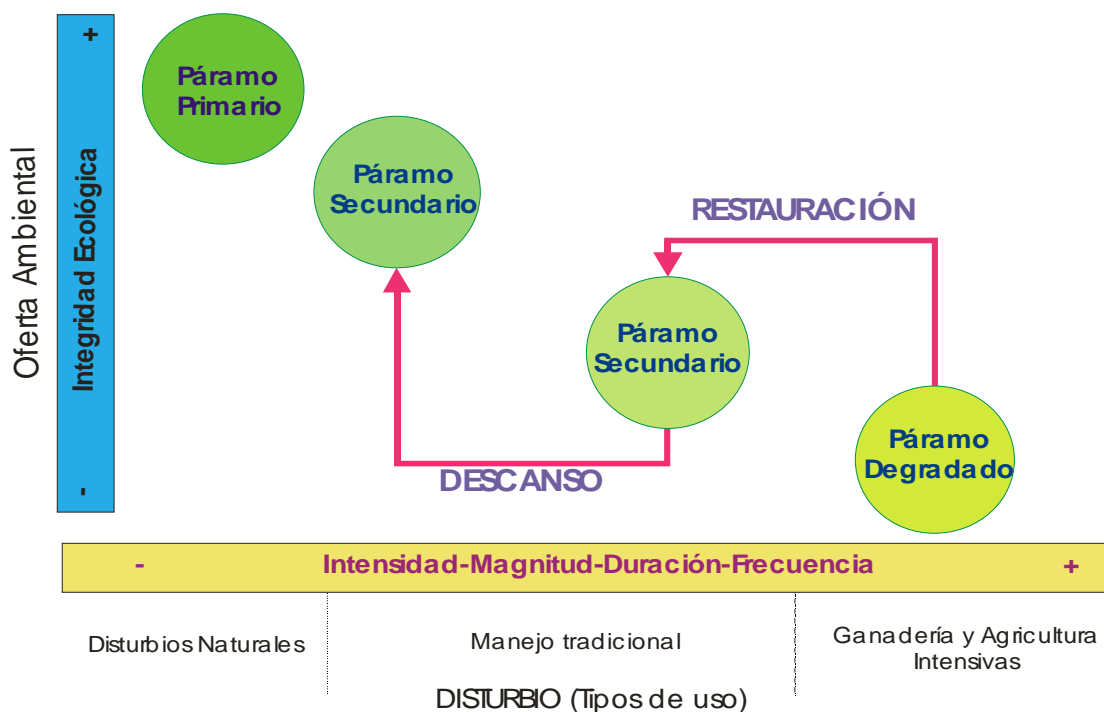 +
Páramo
Primario
Páramo
Secundario
RESTAURACIÓN
Oferta Ambiental
Integridad Ecológica
Páramo
Secundario
Páramo
Degradado
DESCANSO
-
- Intensidad-Magnitud-Duración-Frecuencia +
Disturbios Naturales
Manejo tradicional
Ganadería y Agricultura
Intensivas
DISTURBIO (Tipos de uso)